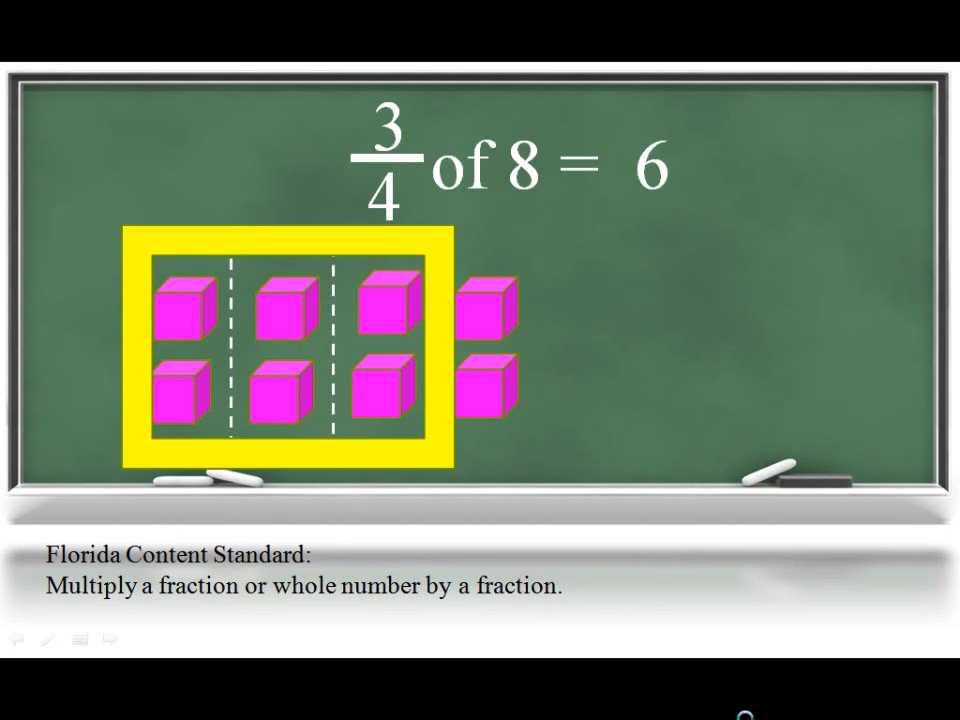 3
4 of 8 = 6
Florida Content Standard:
Multiply a fraction or whole number by a fraction.